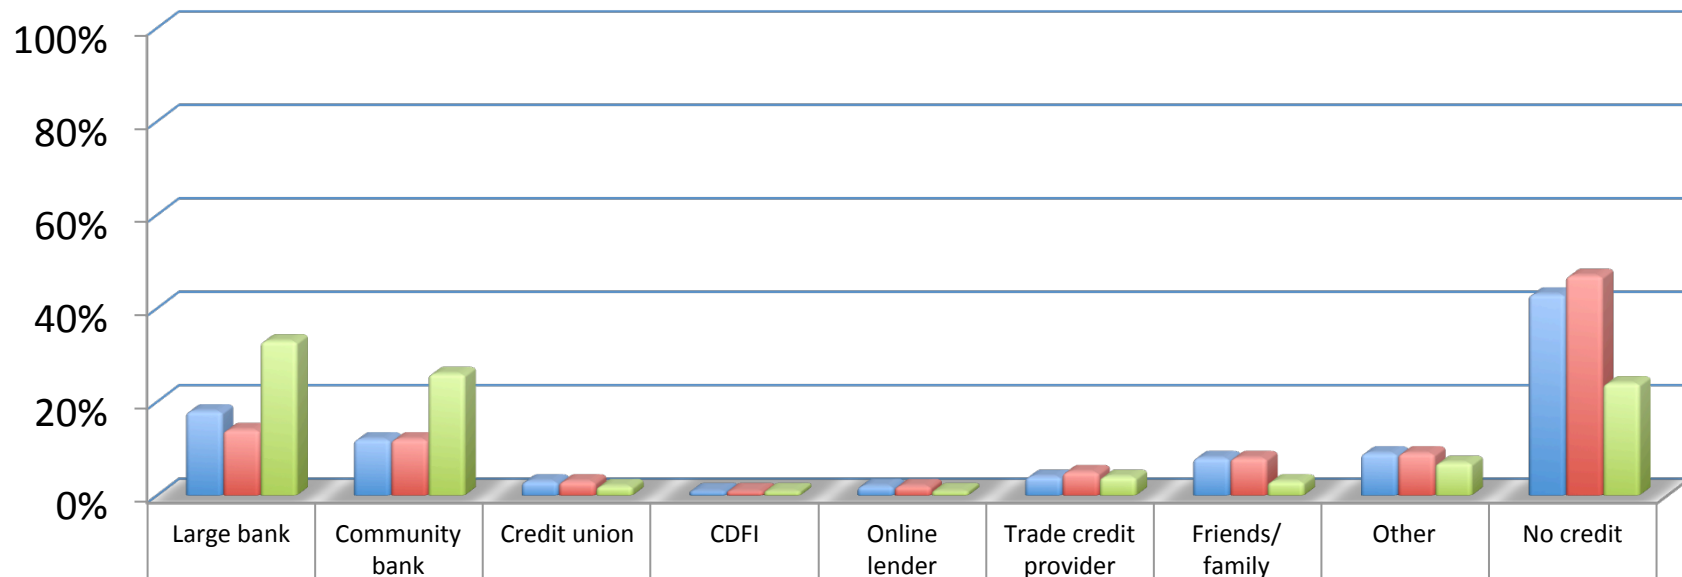 100%
80%
60%
40%
20%
0%
Large bank
Community
bank
Credit union
CDFI
Online
lender
Trade credit
provider
Friends/
family
Other
No credit